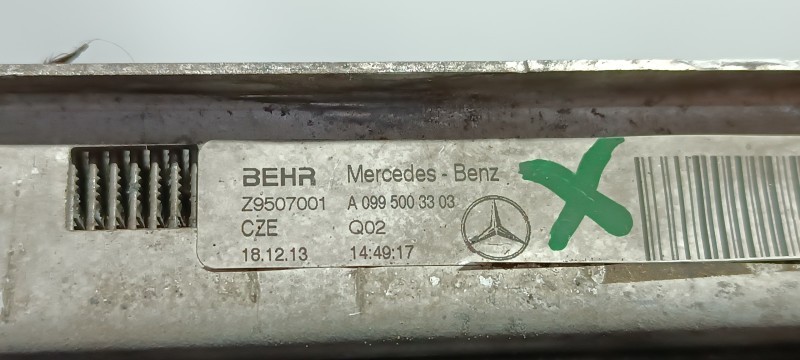 BEHR Mercedes - Benz
Z9507001 A 099 500 33 03
CZE Q02
18.12.13 14:49:17
X